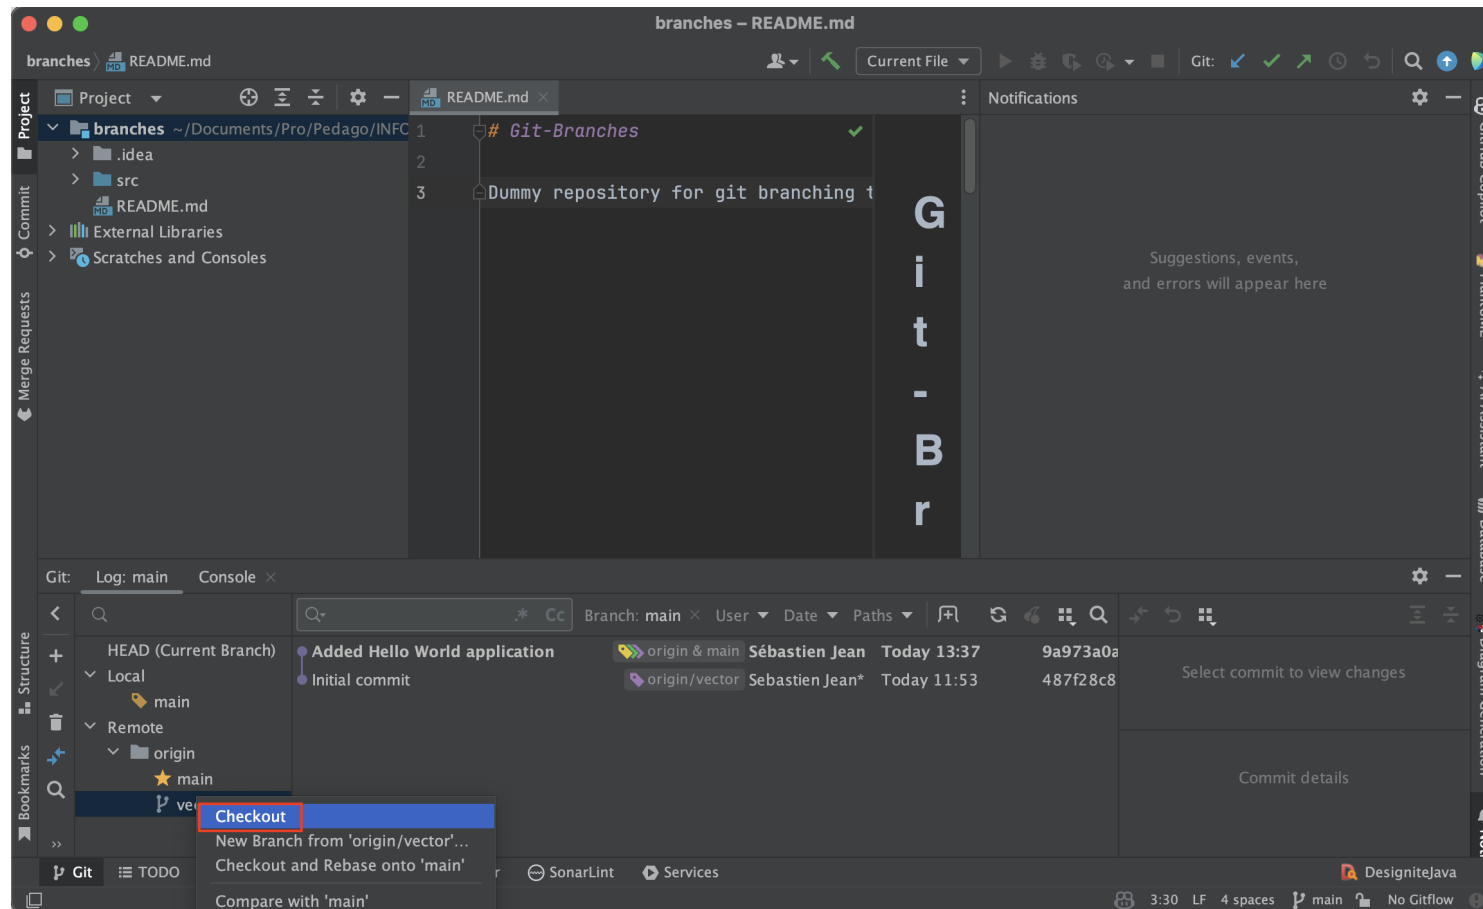 branches – README.md
branches README.md
Current File
Git:
Project
README.md
Notifications
branches ~/Documents/Pro/Pedago/INFO
.idea
src
README.md
External Libraries
Scratches and Consoles
1 # Git-Branches
2
3 Dummy repository for git branching t
G
i
t
-
B
r
Suggestions, events,
and errors will appear here
Project
Commit
Merge Requests
Structure
Bookmarks
Git: Log: main Console
.* Cc Branch: main User Date Paths
HEAD (Current Branch)
Local
main
Remote
origin
main
Added Hello World application origin & main Sébastien Jean Today 13:37 9a973a0a
Initial commit origin/vector Sebastien Jean* Today 11:53 487f28c8
Select commit to view changes
Commit details
Checkout
New Branch from 'origin/vector'...
Checkout and Rebase onto 'main'
Compare with 'main'
Git TODO SonarLint Services DesigniteJava
3:30 LF 4 spaces main No Gitflow